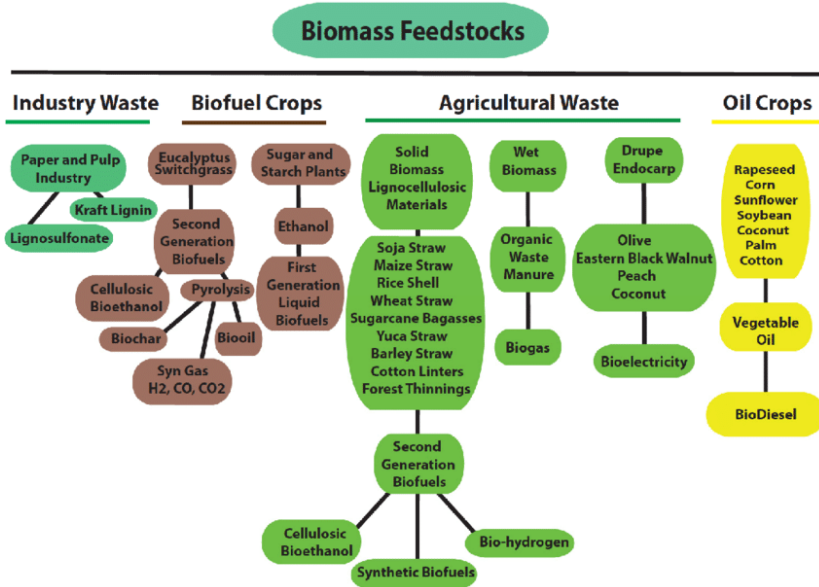 Biomass Feedstocks
Industry Waste
Paper and Pulp
Industry
Kraft Lignin
Lignosulfonate
Biofuel Crops
Eucalyptus
Switchgrass
Second
Generation
Biofuels
Cellulosic
Bioethanol
Pyrolysis
Biochar
Biooil
Syn Gas
H2, CO, CO2
Sugar and
Starch Plants
Ethanol
First
Generation
Liquid
Biofuels
Agricultural Waste
Solid
Biomass
Lignocellulosic
Materials
Soja Straw
Maize Straw
Rice Shell
Wheat Straw
Sugarcane Bagasses
Yuca Straw
Barley Straw
Cotton Linters
Forest Thinnings
Second
Generation
Biofuels
Cellulosic
Bioethanol
Synthetic Biofuels
Bio-hydrogen
Wet
Biomass
Organic
Waste
Manure
Biogas
Drupe
Endocarp
Olive
Eastern Black Walnut
Peach
Coconut
Bioelectricity
Oil Crops
Rapeseed
Corn
Sunflower
Soybean
Coconut
Palm
Cotton
Vegetable
Oil
BioDiesel